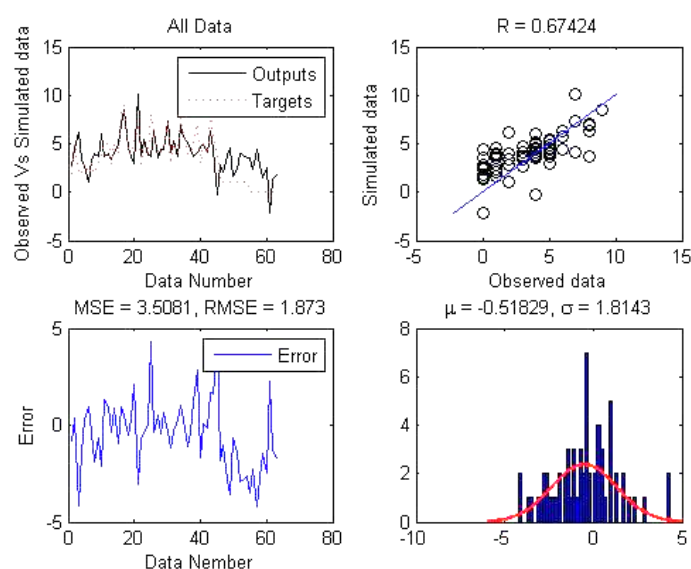 All Data
Observed Vs Simulated data
15
10
5
0
-5
Outputs
Targets
0 20 40 60 80
Data Number
R = 0.67424
Simulated data
15
10
5
0
-5
-5 0 5 10 15
Observed data
MSE = 3.5081, RMSE = 1.873
Error
5
0
-5
Error
0 20 40 60 80
Data Nember
μ = -0.51829, σ = 1.8143
8
6
4
2
0
-10 -5 0 5